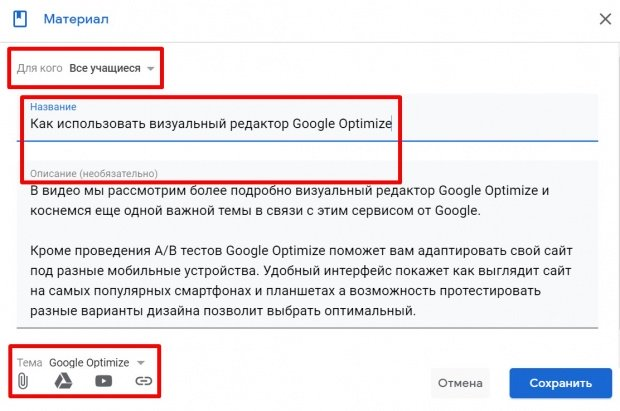 Материал
Для кого Все учащиеся
Название
Как использовать визуальный редактор Google Optimize
Описание (необязательно)
В видео мы рассмотрим более подробно визуальный редактор Google Optimize и
коснемся еще одной важной темы в связи с этим сервисом от Google.
Кроме проведения А/В тестов Google Optimize поможет вам адаптировать свой сайт
под разные мобильные устройства. Удобный интерфейс покажет как выглядит сайт
на самых популярных смартфонах и планшетах а возможность протестировать
разные варианты дизайна позволит выбрать оптимальный.
Тема Google Optimize
Отмена Сохранить